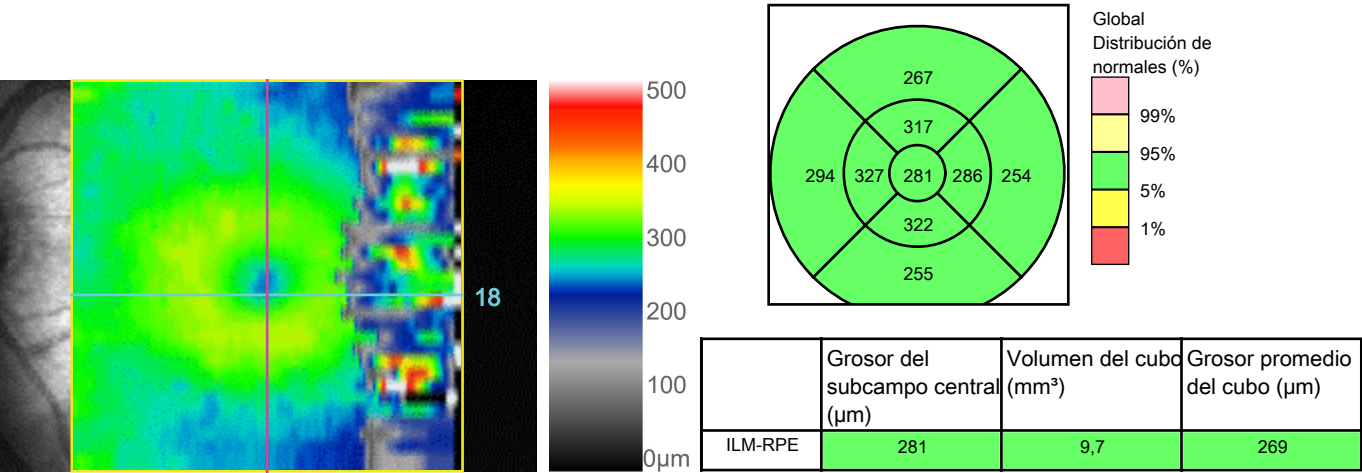 500
400
300
200
100
0µm
18
267
317
294
327
281
286
254
322
255
Global
Distribución de
normales (%)
99%
95%
5%
1%
Grosor del
subcampo central
(µm)
Volumen del cubo
(mm³)
Grosor promedio
del cubo (µm)
ILM-RPE
281
9,7
269